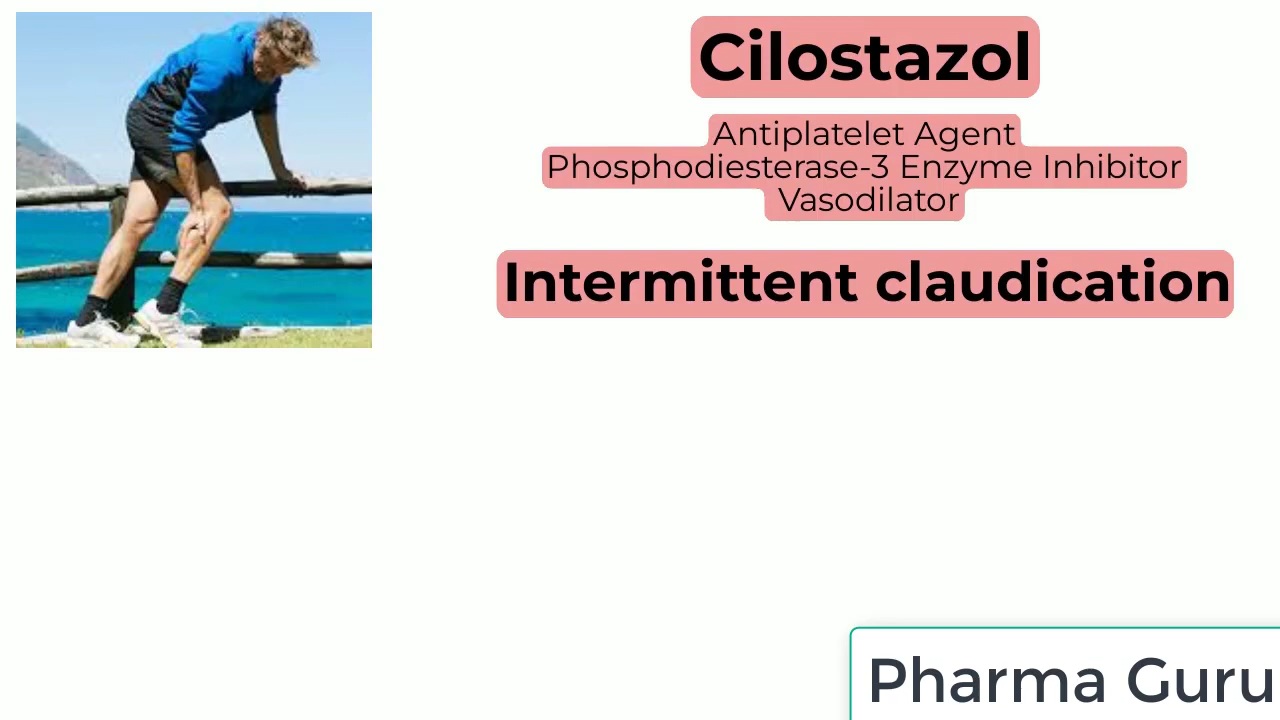 Cilostazol
Antiplatelet Agent
Phosphodiesterase-3 Enzyme Inhibitor
Vasodilator
Intermittent claudication
Pharma Guru